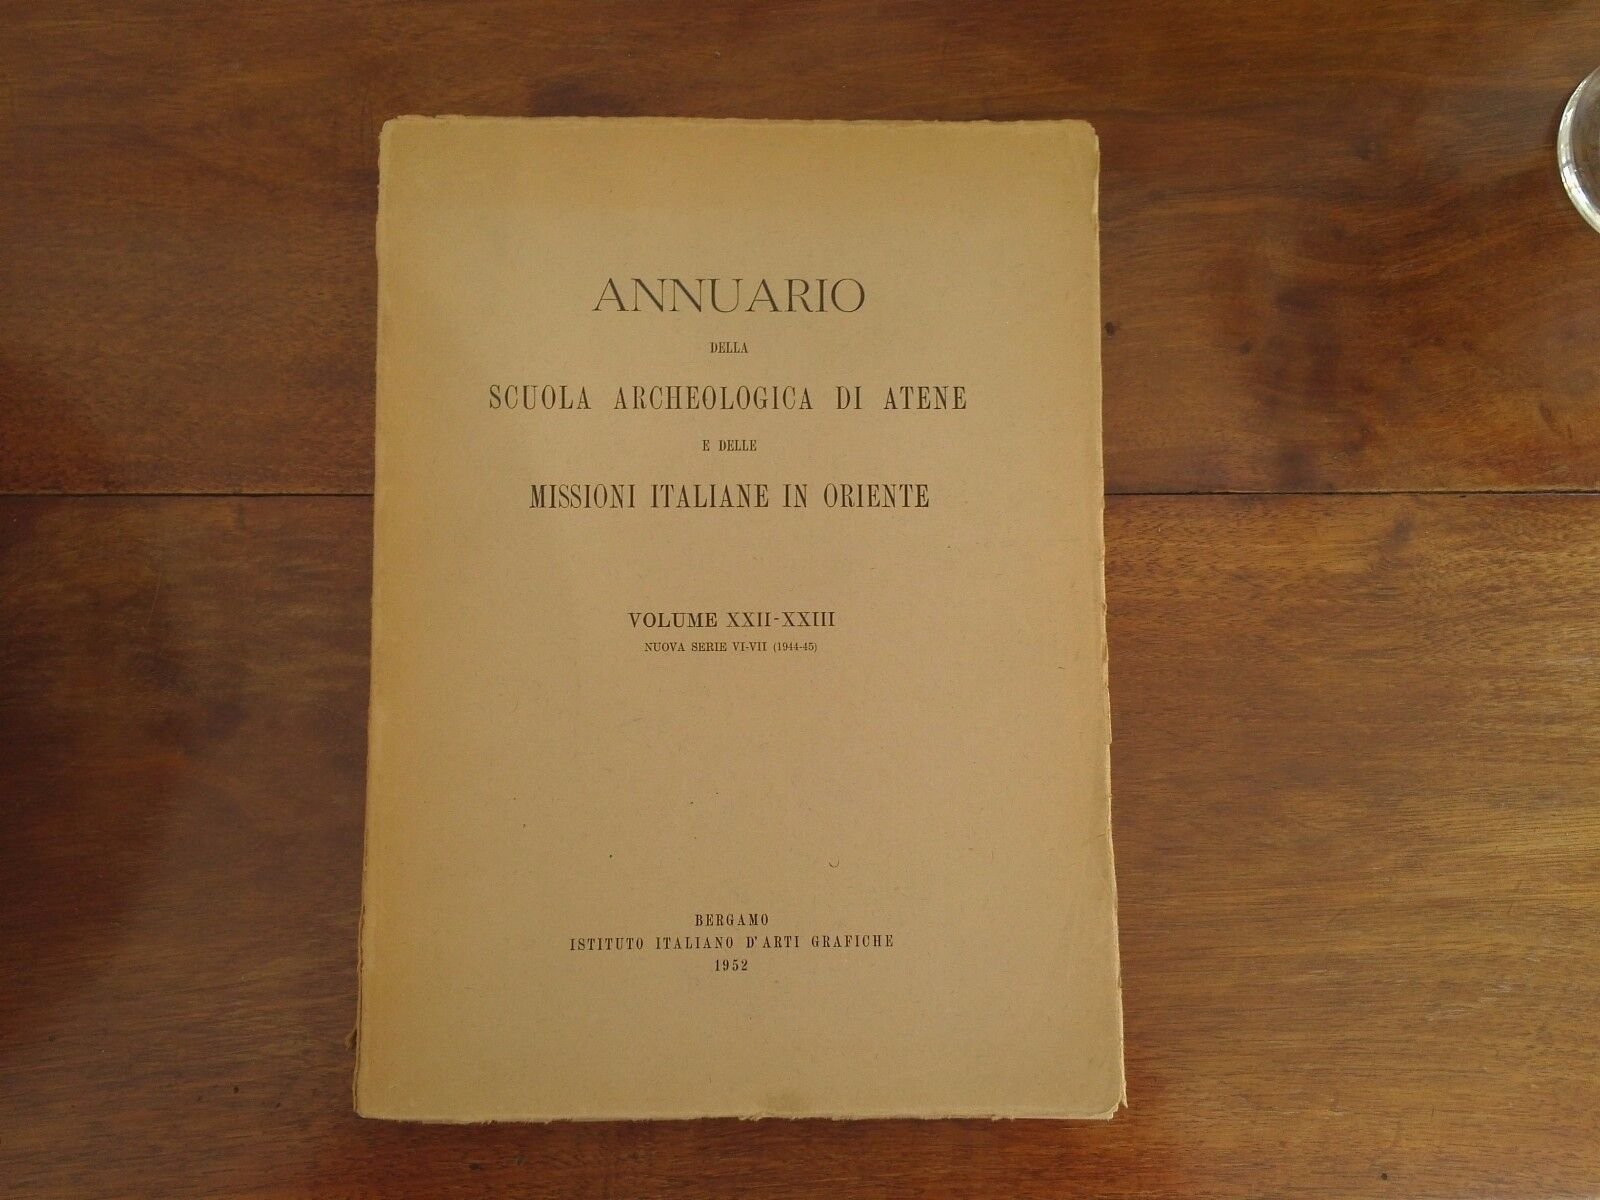 ANNUARIO
DELLA
SCUOLA ARCHEOLOGICA DI ATENE
E DELLE
MISSIONI ITALIANE IN ORIENTE
VOLUME XXII-XXIII
NUOVA SERIE VI-VII (1944-45)
BERGAMO
ISTITUTO ITALIANO D'ARTI GRAFICHE
1952